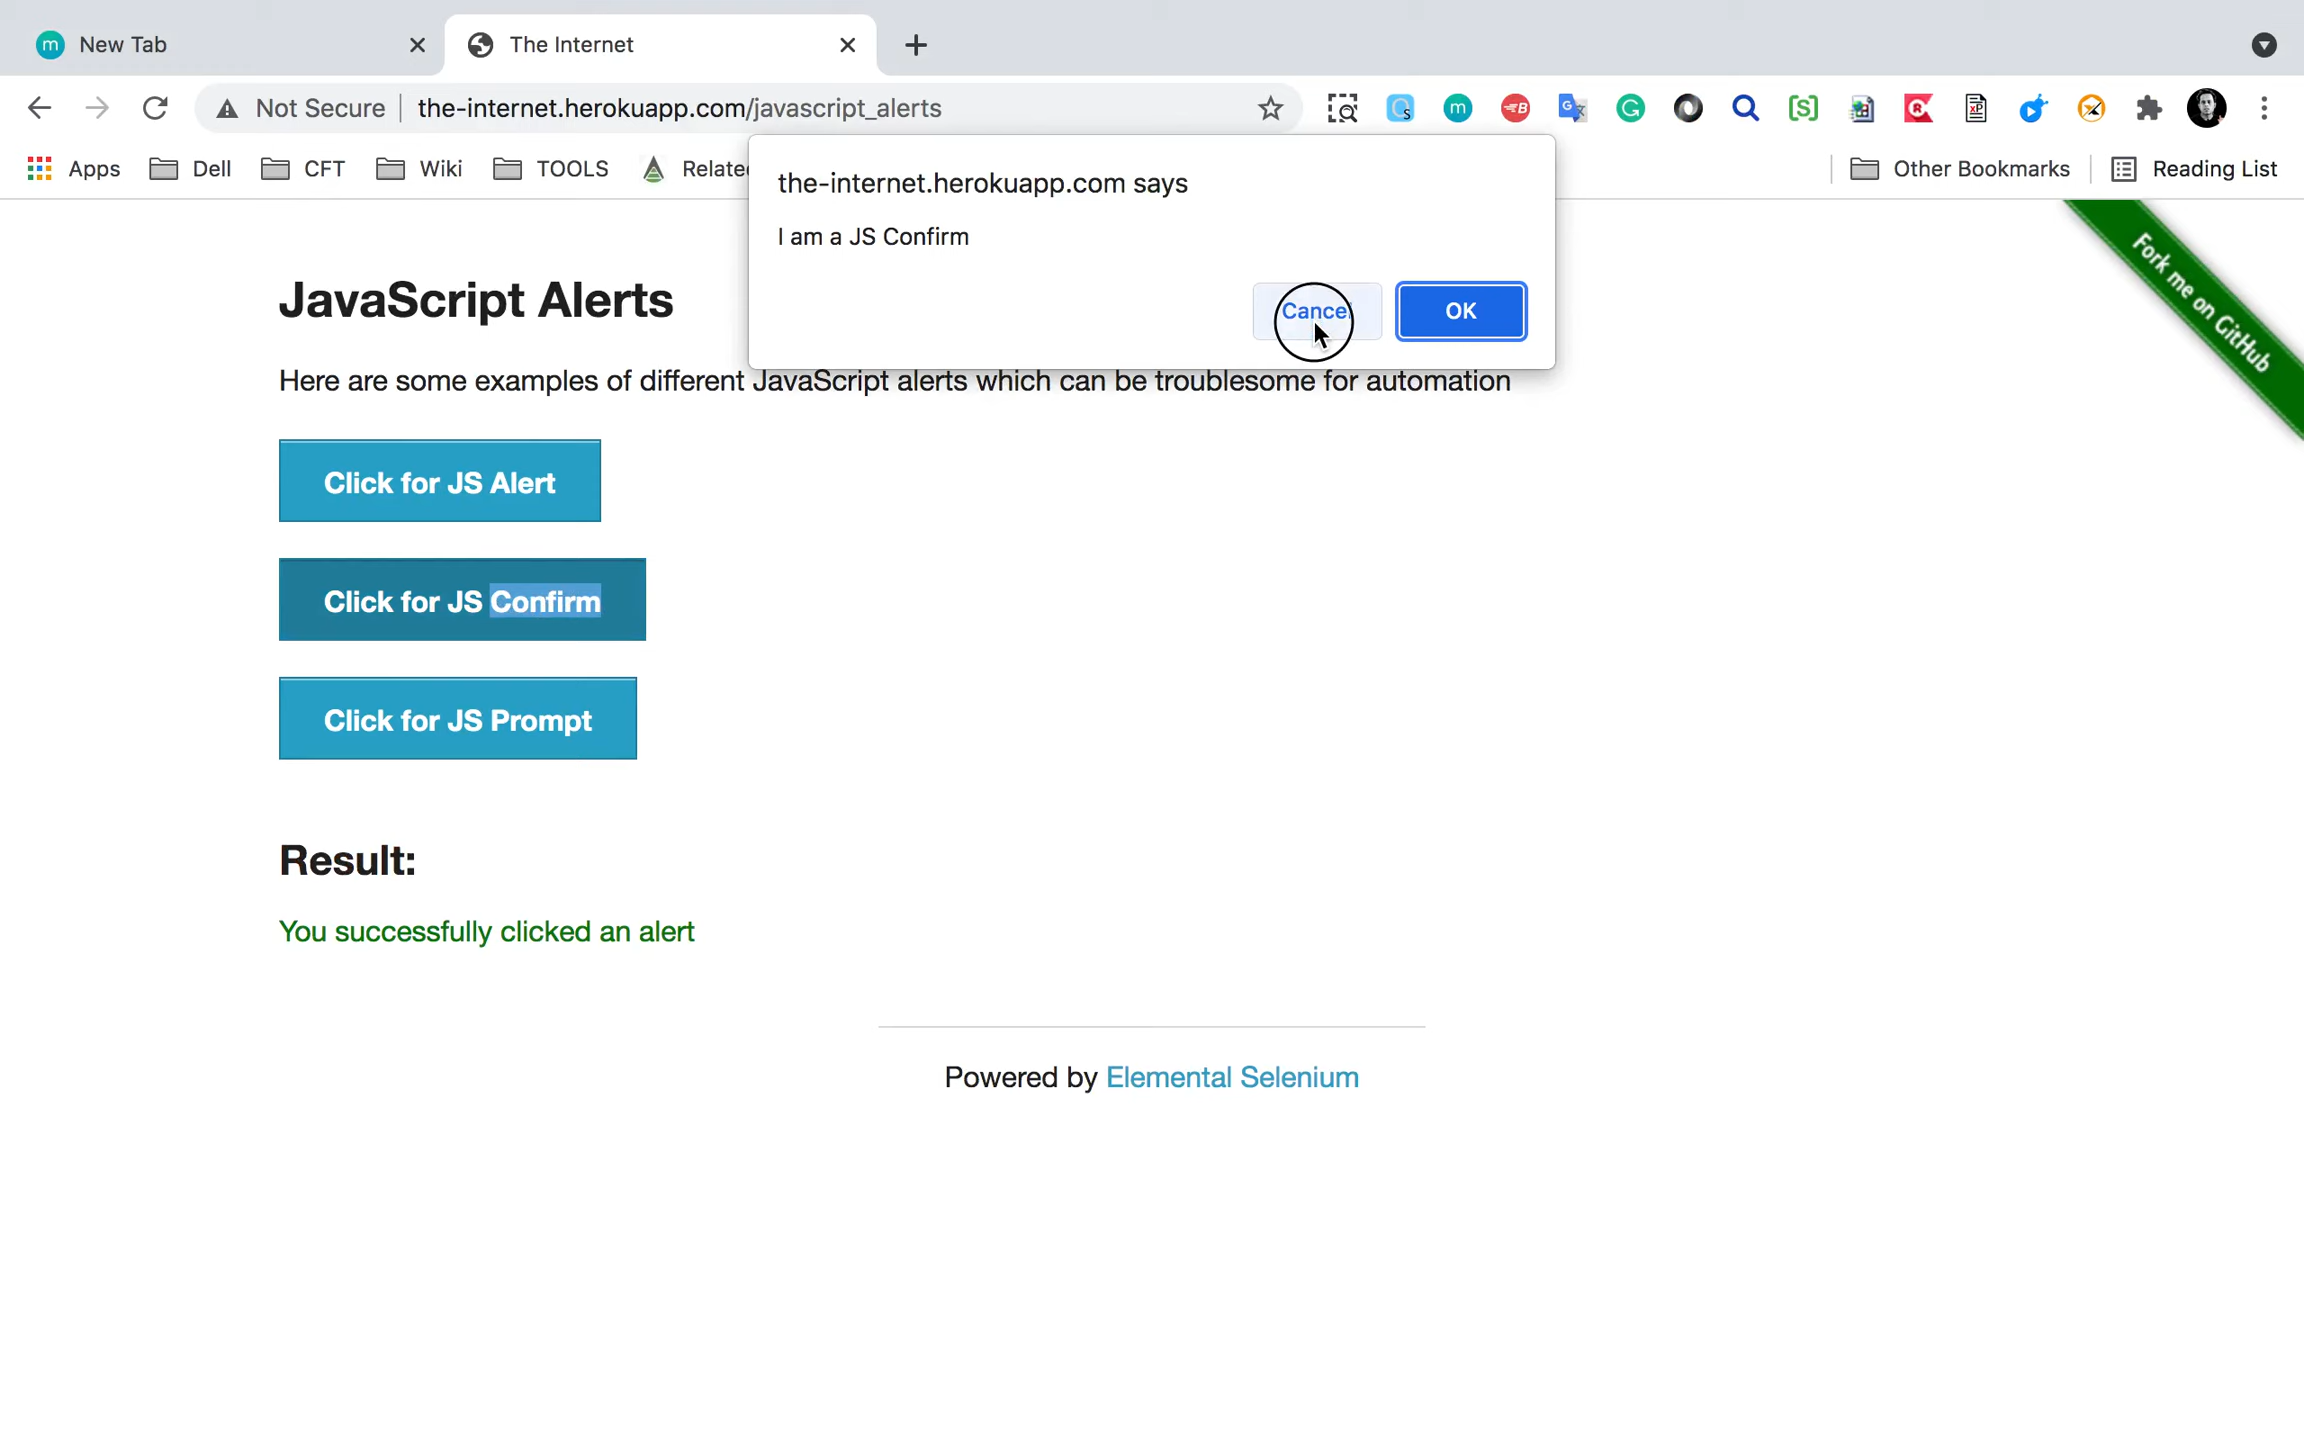 New Tab
The Internet
Not Secure
the-internet.herokuapp.com/javascript_alerts
Apps
Dell
CFT
Wiki
TOOLS
Other Bookmarks
Reading List
the-internet.herokuapp.com says
I am a JS Confirm
Cancel
OK
Fork me on GitHub
JavaScript Alerts
Here are some examples of different JavaScript alerts which can be troublesome for automation
Click for JS Alert
Click for JS Confirm
Click for JS Prompt
Result:
You successfully clicked an alert
Powered by Elemental Selenium